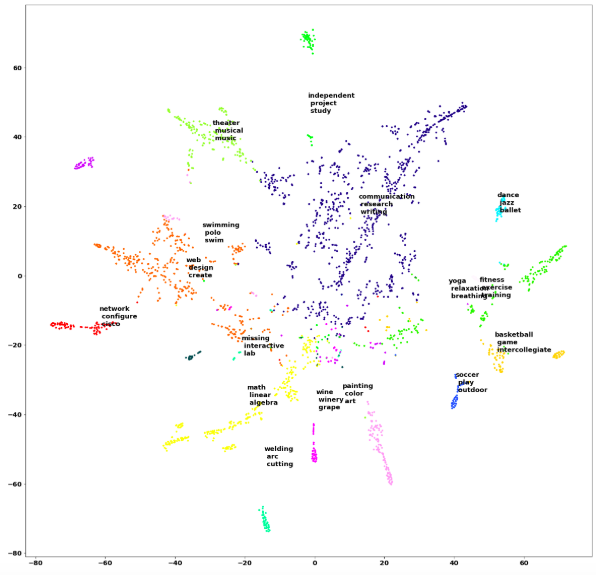 60
independent
project
study
theater
musical
music
40
20
communication
research
writing
dance
jazz
ballet
swimming
polo
swim
web
design
create
0
yoga
relaxation
breathing
fitness
exercise
training
network
configure
cisco
-20
missing
interactive
lab
basketball
game
intercollegiate
soccer
play
outdoor
math
linear
algebra
wine
winery
grape
painting
color
art
-40
welding
arc
cutting
-60
-80
-80
-60
-40
-20
0
20
40
60